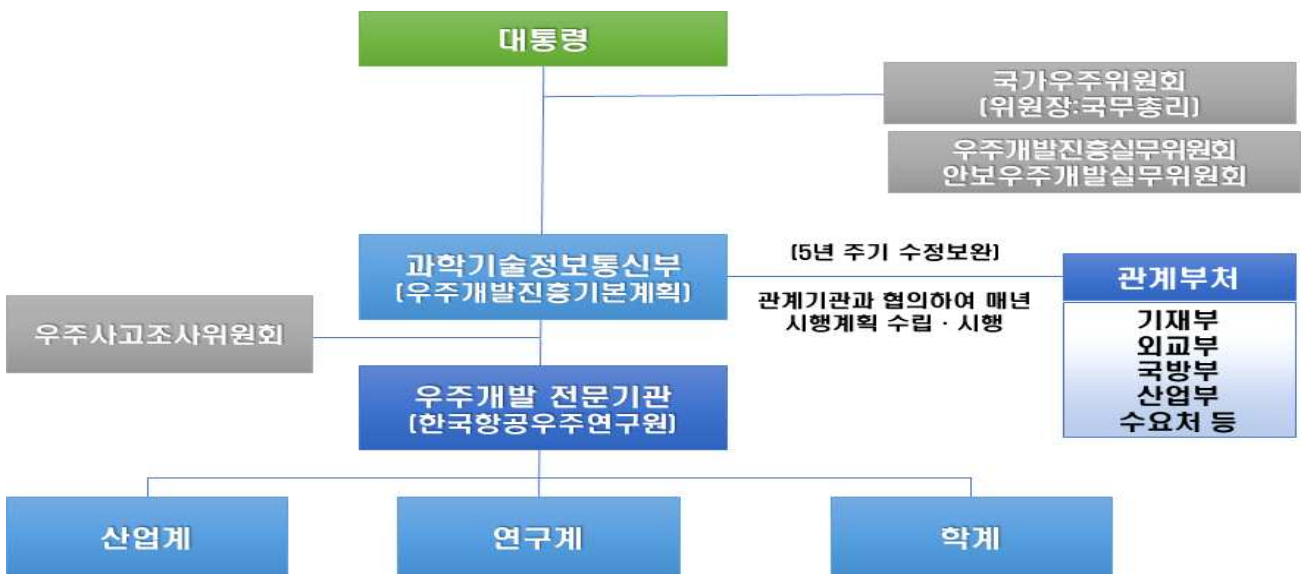 대통령
국가우주위원회
(위원장:국무총리)
우주개발진흥실무위원회
안보우주개발실무위원회
과학기술정보통신부
(우주개발진흥기본계획)
(5년 주기 수정보완)
관계기관과 협의하여 매년
시행계획 수립 · 시행
관계부처
기재부
외교부
국방부
산업부
수요처 등
우주사고조사위원회
우주개발 전문기관
(한국항공우주연구원)
산업계
연구계
학계